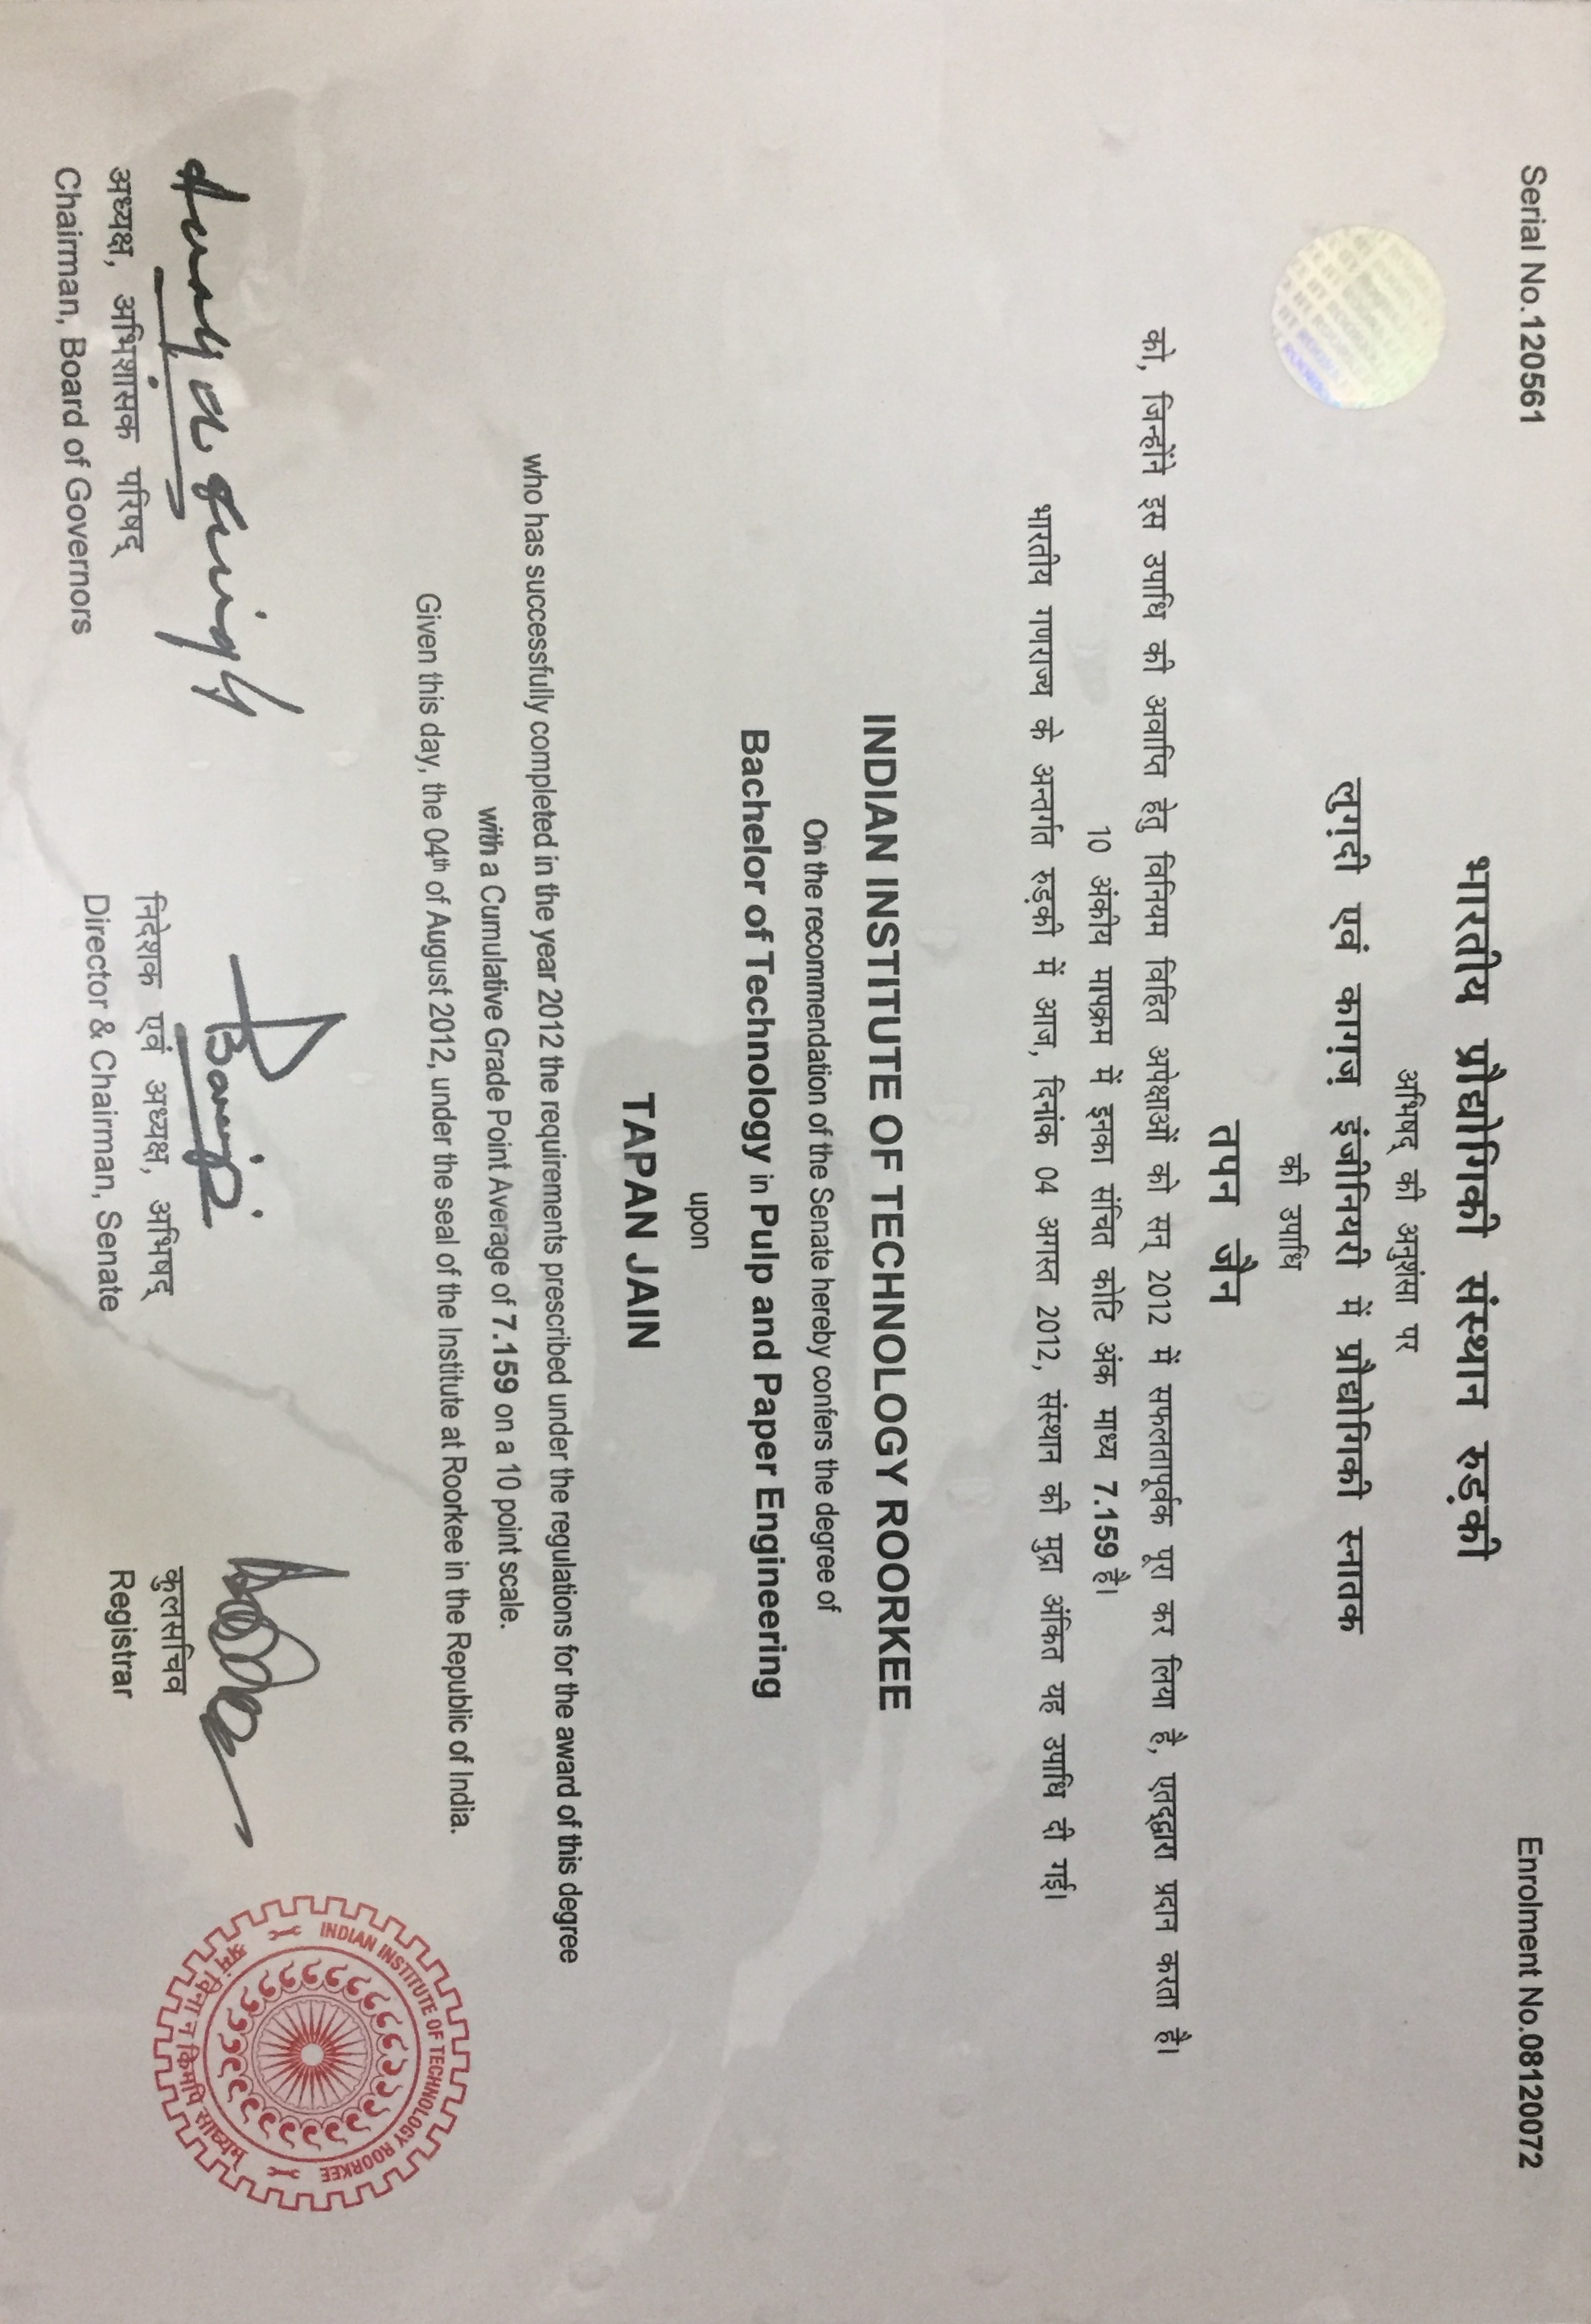 Serial No.120561
Enrolment No.08120072
भारतीय प्रौद्योगिकी संस्थान रुड़की
अभिषद् की अनुशंसा पर
लुग़दी एवं काग़ज़ इंजीनियरी में प्रौद्योगिकी स्नातक
की उपाधि
तपन जैन
को, जिन्होंने इस उपाधि की अवाप्ति हेतु विनियम विहित अपेक्षाओं को सन् 2012 में सफलतापूर्वक पूरा कर लिया है, एतद्द्वारा प्रदान करता है।
10 अंकीय मापक्रम में इनका संचित कोटि अंक माध्य 7.159 है।
भारतीय गणराज्य के अन्तर्गत रुड़की में आज, दिनांक 04 अगस्त 2012, संस्थान की मुद्रा अंकित यह उपाधि दी गई।
INDIAN INSTITUTE OF TECHNOLOGY ROORKEE
On the recommendation of the Senate hereby confers the degree of
Bachelor of Technology in Pulp and Paper Engineering
upon
TAPAN JAIN
who has successfully completed in the year 2012 the requirements prescribed under the regulations for the award of this degree
with a Cumulative Grade Point Average of 7.159 on a 10 point scale.
Given this day, the 04th of August 2012, under the seal of the Institute at Roorkee in the Republic of India.
अध्यक्ष, अभिशासक परिषद्
Chairman, Board of Governors
निदेशक एवं अध्यक्ष, अभिषद्
Director & Chairman, Senate
कुलसचिव
Registrar
INDIAN INSTITUTE OF TECHNOLOGY ROORKEE
श्रमं विना न किमपि साध्यम्